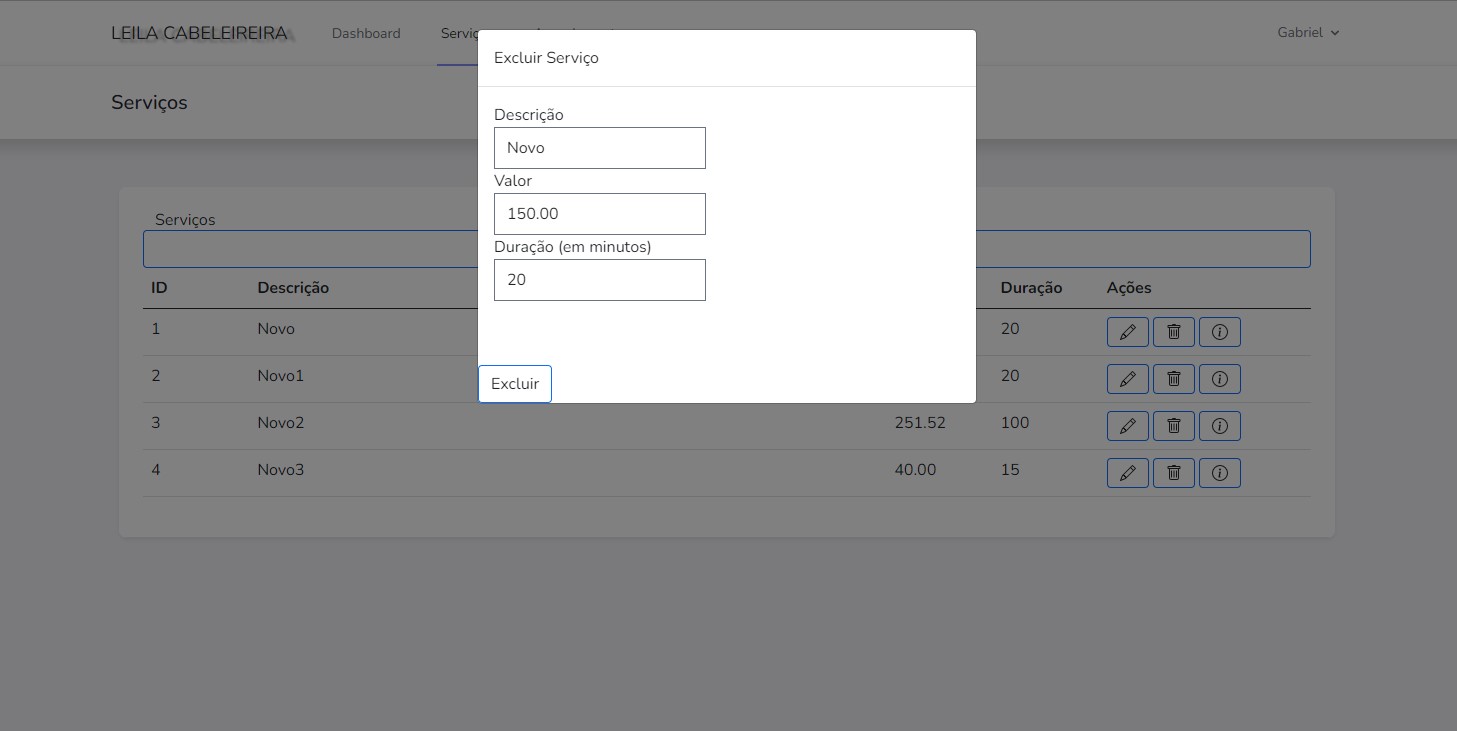 LEILA CABELEIREIRA Dashboard Gabriel
Serviços
Excluir Serviço
Descrição
Novo
Valor
150.00
Duração (em minutos)
20
Excluir
Serviços
ID Descrição Duração Ações
1 Novo 20
2 Novo1 20
3 Novo2 251.52 100
4 Novo3 40.00 15